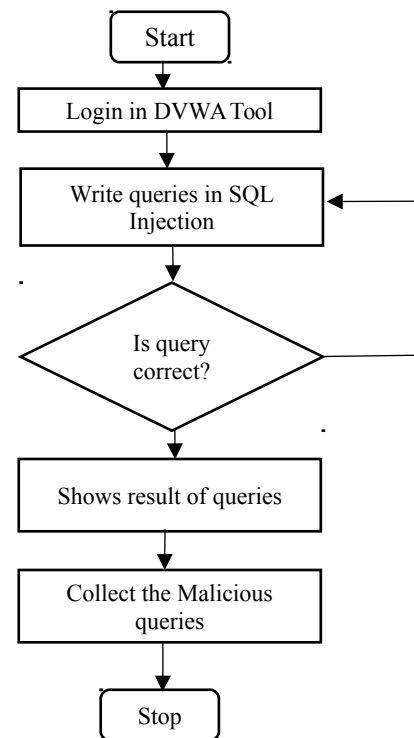 Start
Login in DVWA Tool
Write queries in SQL
Injection
Is query
correct?
Shows result of queries
Collect the Malicious
queries
Stop